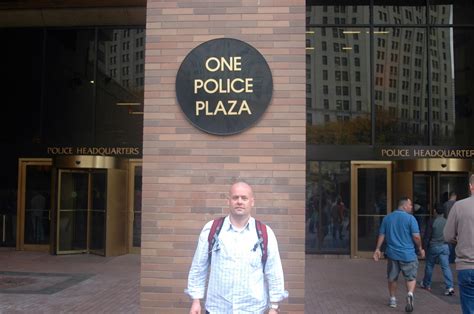 ONE
POLICE
PLAZA
POLICE HEADQUARTERS
POLICE HEADQUARTERS